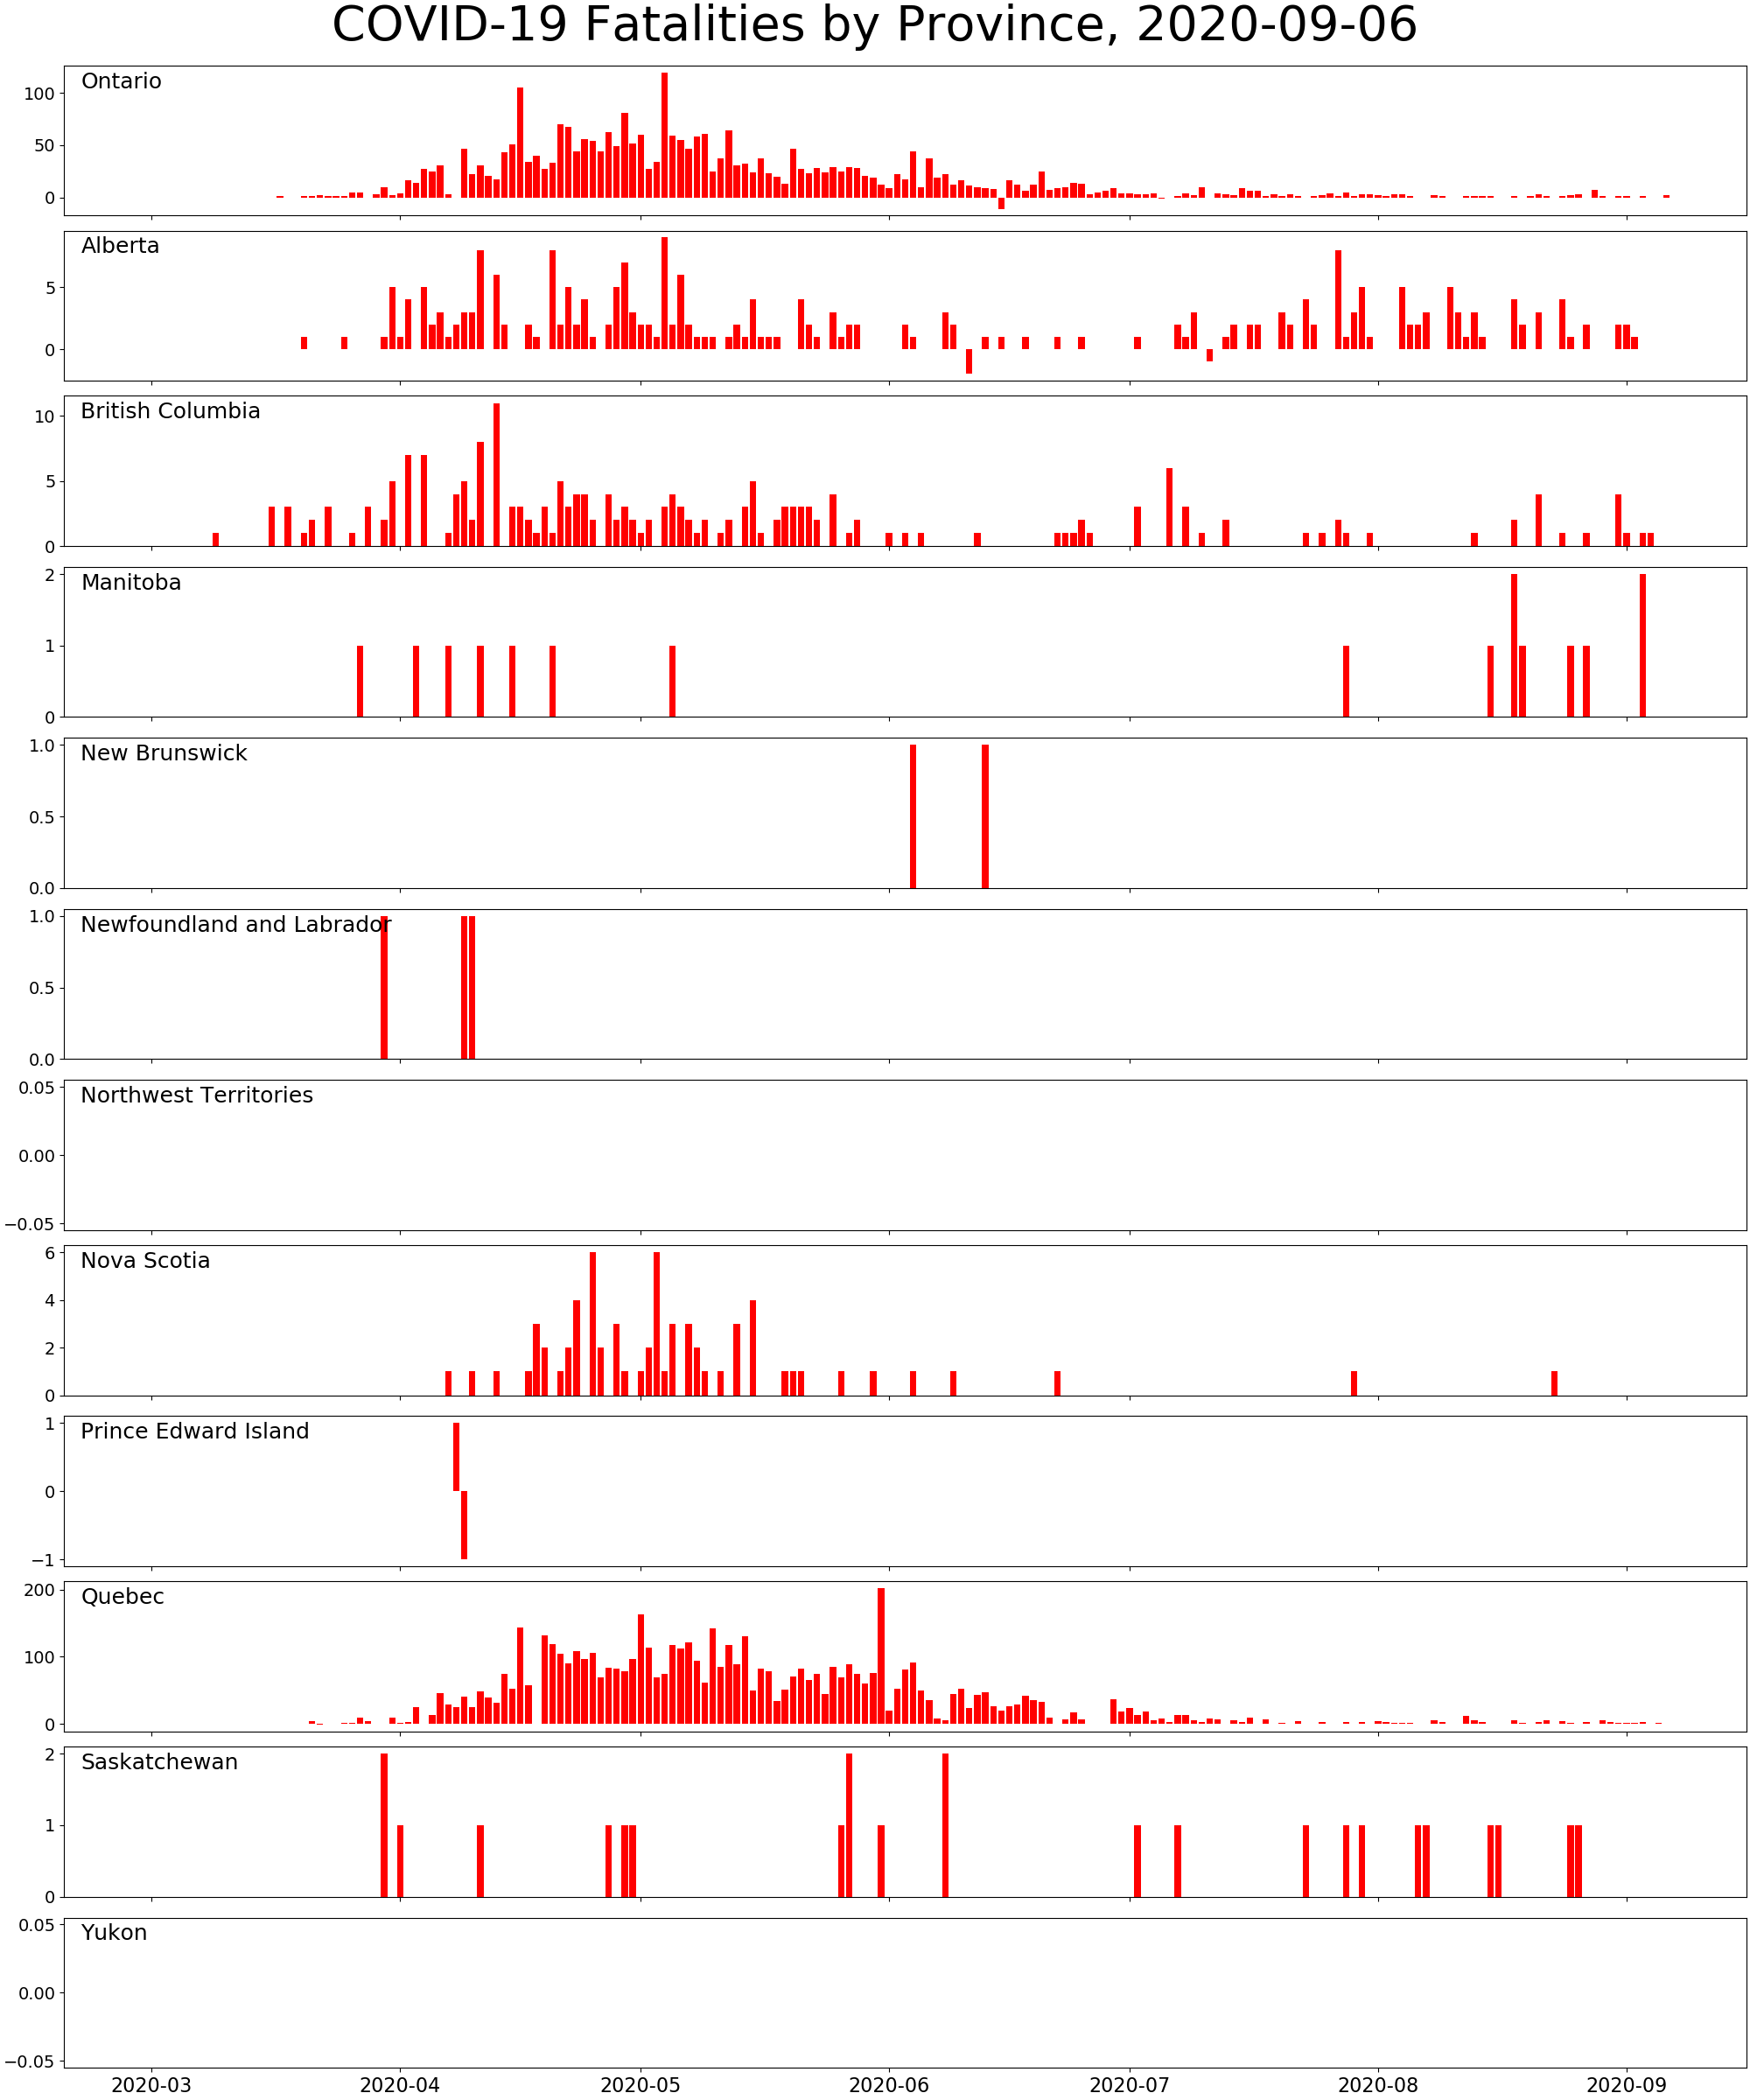 COVID-19 Fatalities by Province, 2020-09-06
Ontario
100
50
0
Alberta
5
0
British Columbia
10
5
0
Manitoba
2
1
0
New Brunswick
1.0
0.5
0.0
Newfoundland and Labrador
1.0
0.5
0.0
Northwest Territories
0.05
0.00
−0.05
Nova Scotia
6
4
2
0
Prince Edward Island
1
0
−1
Quebec
200
100
0
Saskatchewan
2
1
0
Yukon
0.05
0.00
−0.05
2020-03 2020-04 2020-05 2020-06 2020-07 2020-08 2020-09